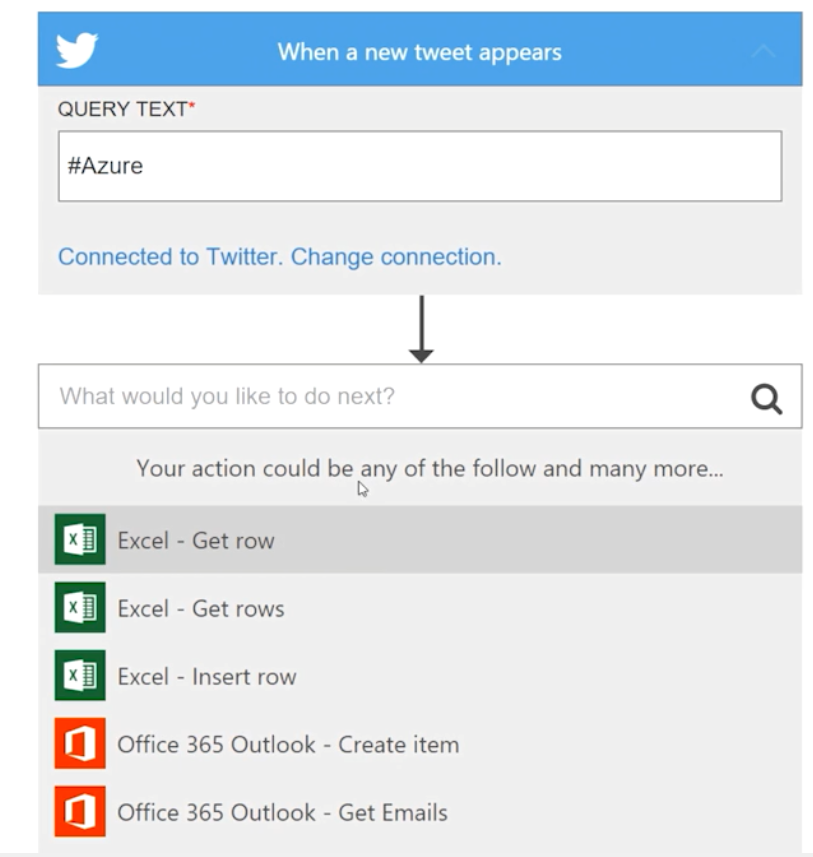 When a new tweet appears
QUERY TEXT*
#Azure
Connected to Twitter. Change connection.
What would you like to do next?
Your action could be any of the follow and many more...
Excel - Get row
Excel - Get rows
Excel - Insert row
Office 365 Outlook - Create item
Office 365 Outlook - Get Emails